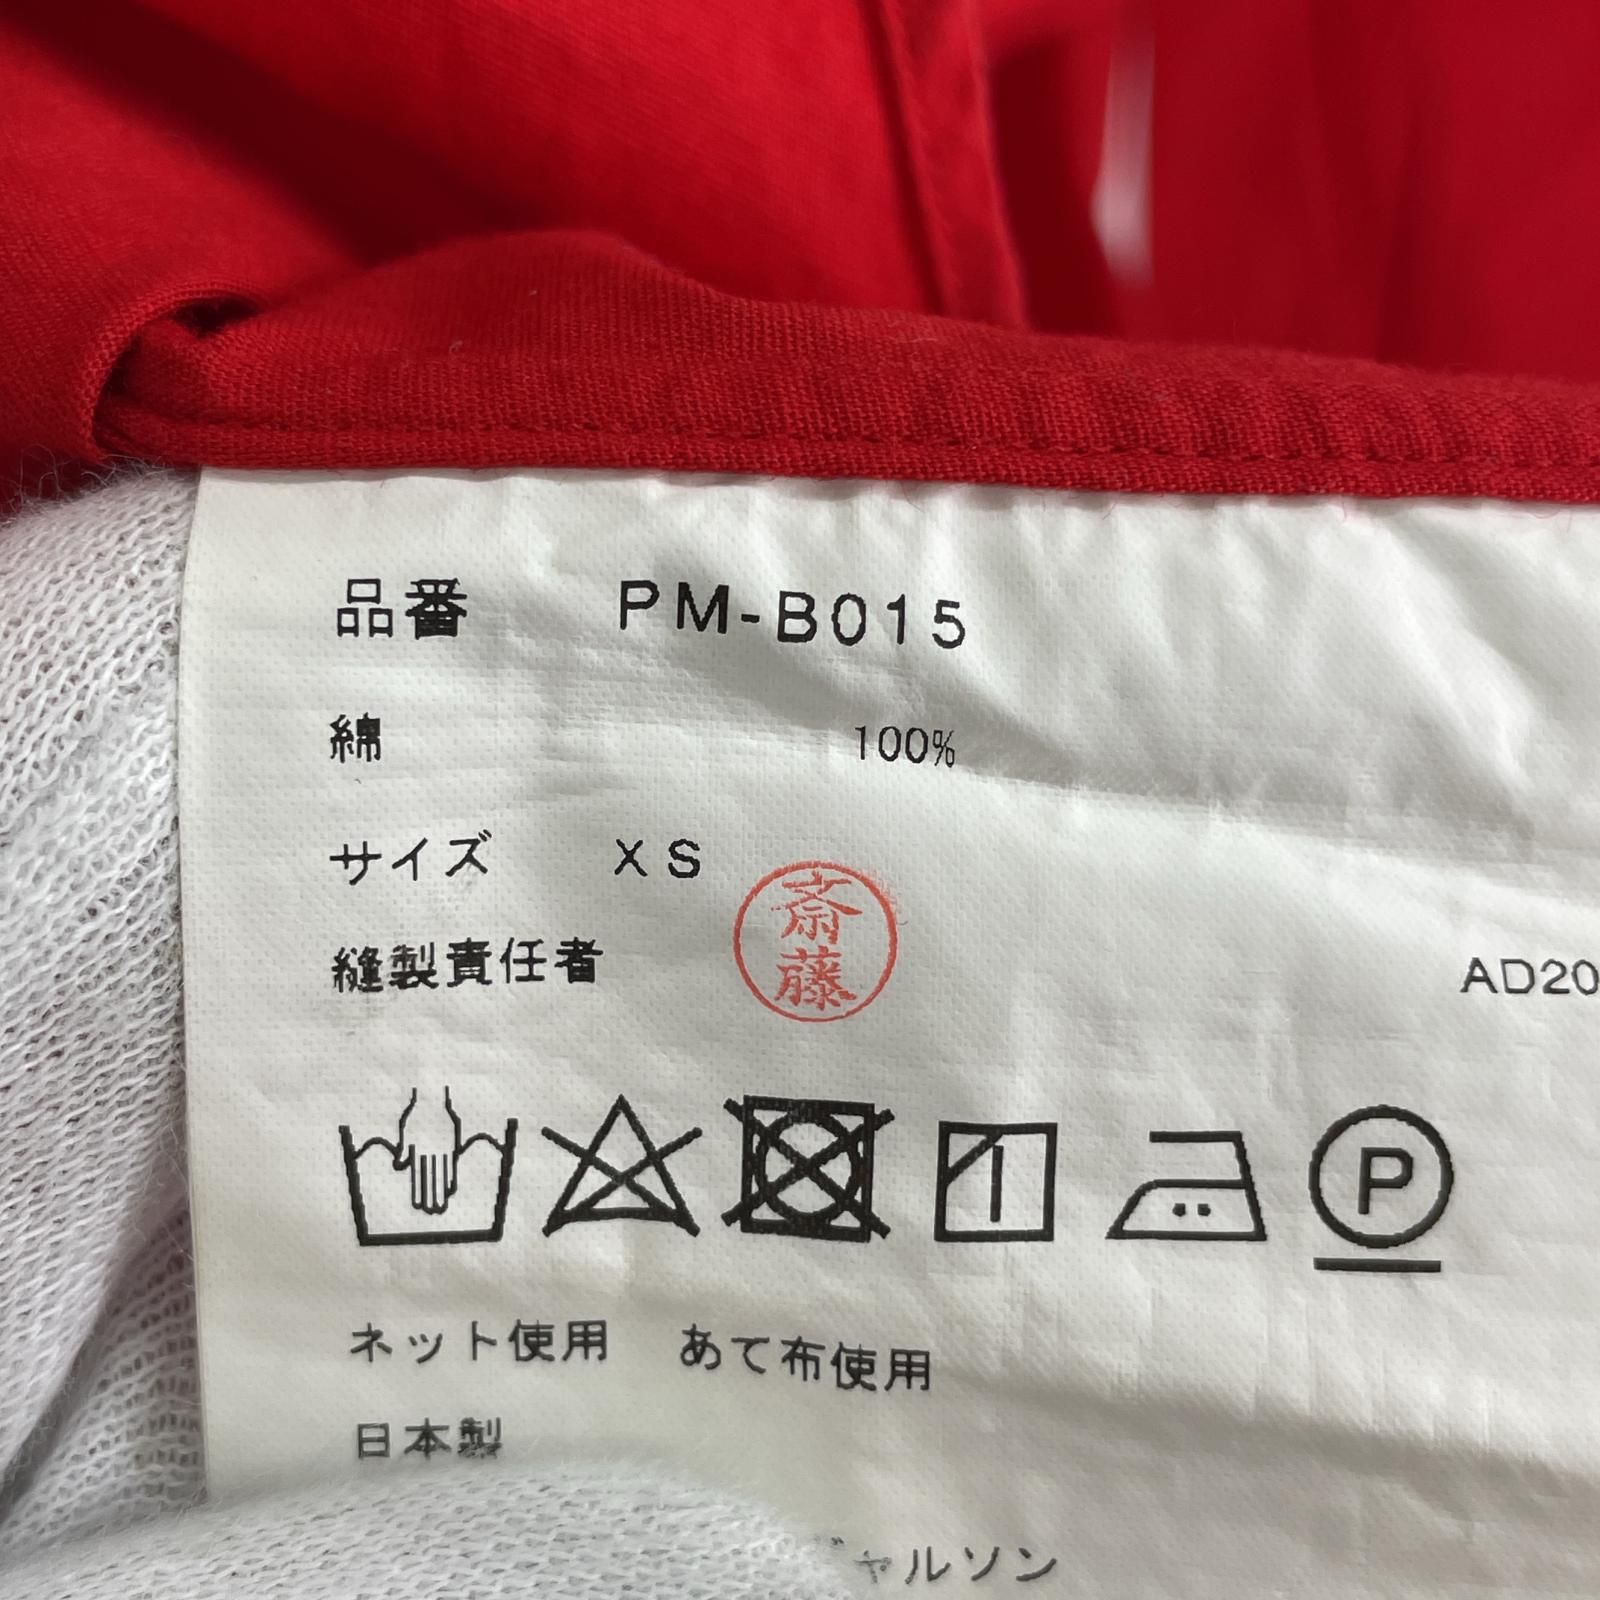 品番 PM-B015
綿 100%
サイズ XS
斎藤
縫製責任者
AD20
P
ネット使用 あて布使用
日本製
ャルソン